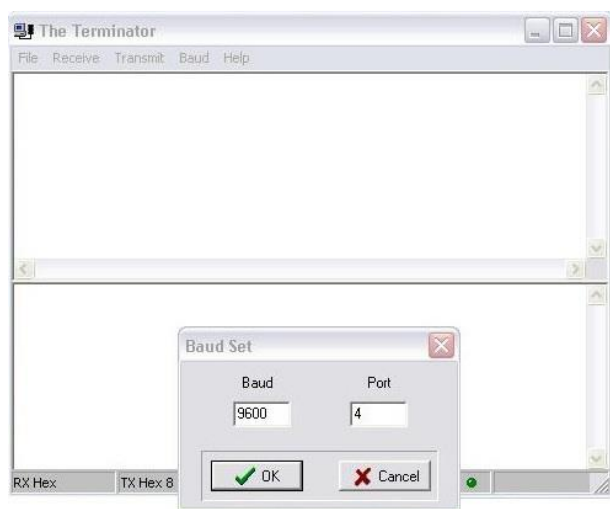 The Terminator
File Receive Transmit Baud Help
Baud Set
Baud Port
9600 4
OK Cancel
RX Hex TX Hex 8